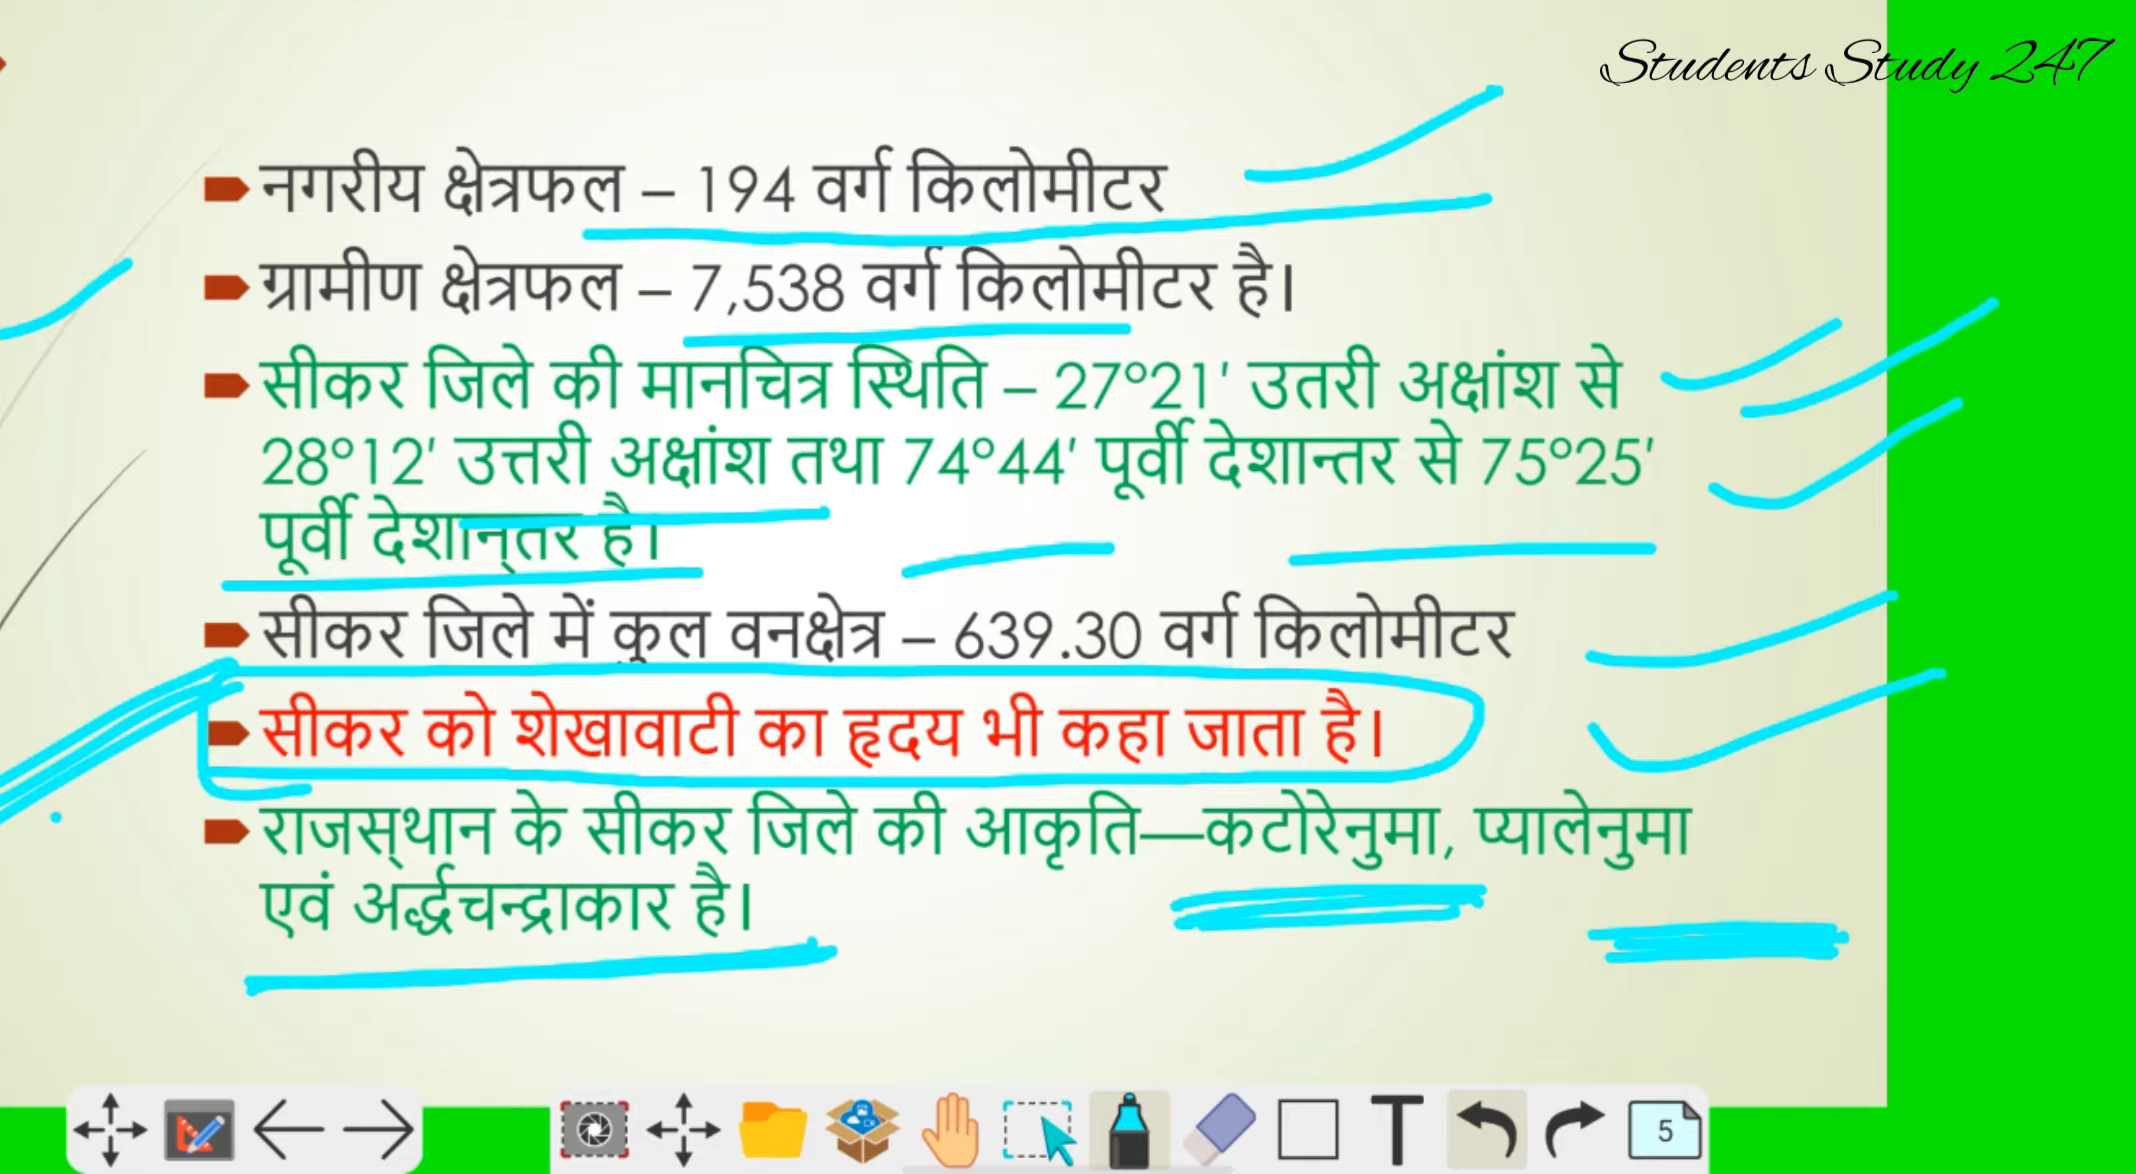 Students Study 247
नगरीय क्षेत्रफल – 194 वर्ग किलोमीटर
ग्रामीण क्षेत्रफल – 7,538 वर्ग किलोमीटर है।
सीकर जिले की मानचित्र स्थिति – 27°21' उतरी अक्षांश से
28°12' उत्तरी अक्षांश तथा 74°44' पूर्वी देशान्तर से 75°25'
पूर्वी देशान्तर है।
सीकर जिले में कुल वनक्षेत्र – 639.30 वर्ग किलोमीटर
सीकर को शेखावाटी का हृदय भी कहा जाता है।
राजस्थान के सीकर जिले की आकृति—कटोरेनुमा, प्यालेनुमा
एवं अर्द्धचन्द्राकार है।
T
5